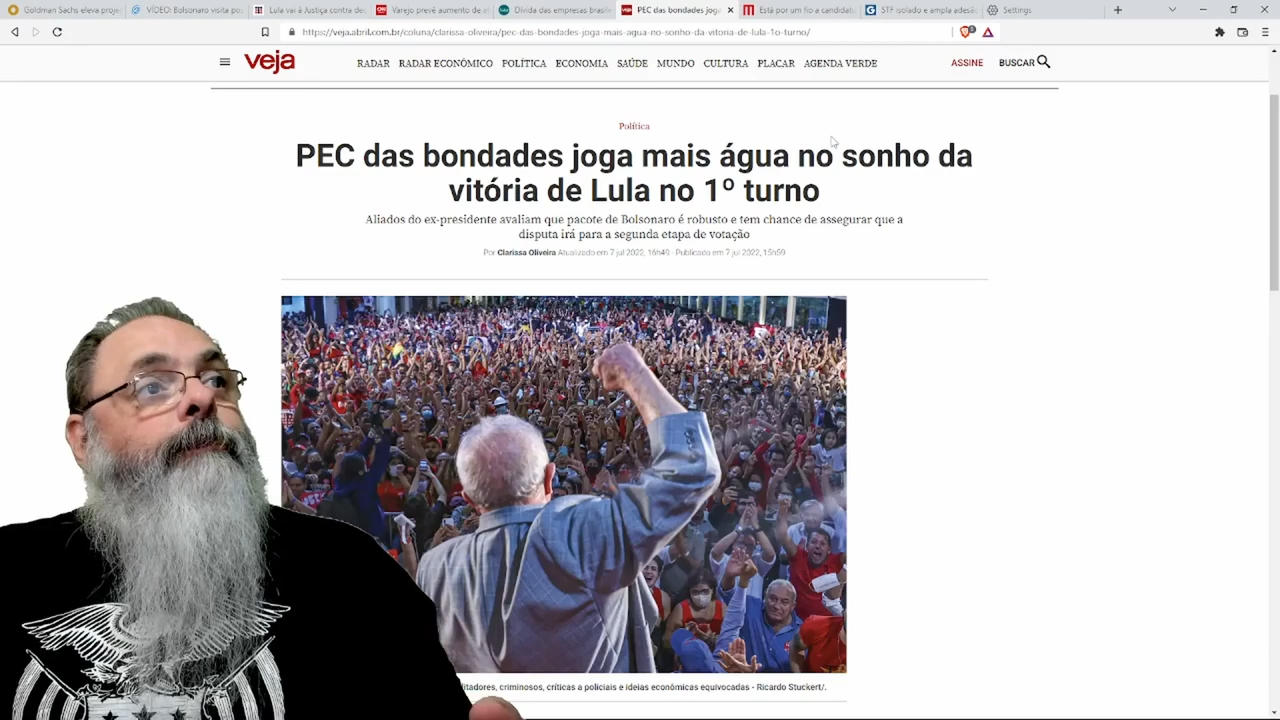 Goldman Sachs eleva proje
VÍDEO: Bolsonaro visita po
Lula vai à Justiça contra de
Varejo prevê aumento de a
Dívida das empresas brasile
PEC das bondades joga
Está por um fio a candidat
STF isolado e ampla adesã
Settings
https://veja.abril.com.br/coluna/clarissa-oliveira/pec-das-bondades-joga-mais-agua-no-sonho-da-vitoria-de-lula-no-1o-turno/
veja
RADAR RADAR ECONÔMICO POLÍTICA ECONOMIA SAÚDE MUNDO CULTURA PLACAR AGENDA VERDE
ASSINE
BUSCAR
Política
PEC das bondades joga mais água no sonho da
vitória de Lula no 1º turno
Aliados do ex-presidente avaliam que pacote de Bolsonaro é robusto e tem chance de assegurar que a
disputa irá para a segunda etapa de votação
Por Clarissa Oliveira Atualizado em 7 jul 2022, 16h49 - Publicado em 7 jul 2022, 15h59
criminosos, críticas a policiais e ideias econômicas equivocadas - Ricardo Stuckert/.